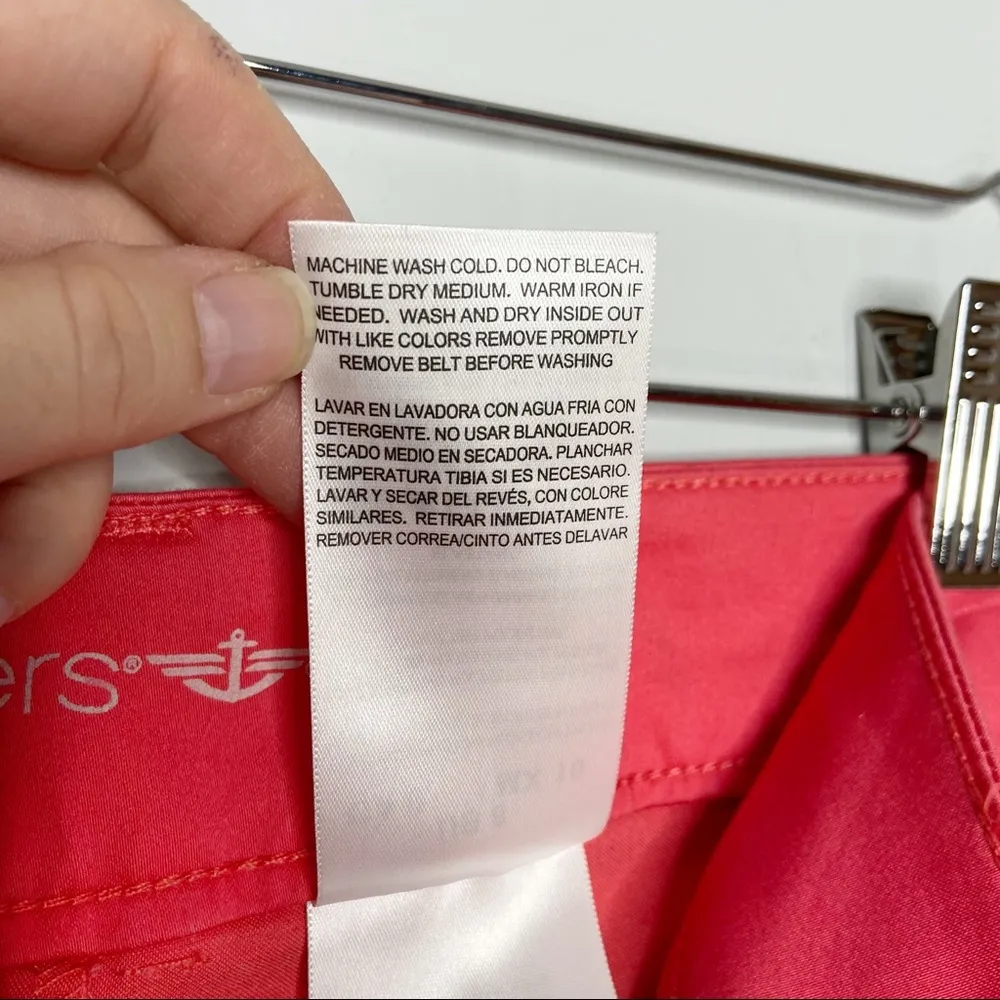 MACHINE WASH COLD. DO NOT BLEACH.
TUMBLE DRY MEDIUM. WARM IRON IF
NEEDED. WASH AND DRY INSIDE OUT
WITH LIKE COLORS REMOVE PROMPTLY
REMOVE BELT BEFORE WASHING
LAVAR EN LAVADORA CON AGUA FRIA CON
DETERGENTE. NO USAR BLANQUEADOR.
SECADO MEDIO EN SECADORA. PLANCHAR
TEMPERATURA TIBIA SI ES NECESARIO.
LAVAR Y SECAR DEL REVÉS, CON COLORE
SIMILARES. RETIRAR INMEDIATAMENTE.
REMOVER CORREA/CINTO ANTES DELAVAR
ers®